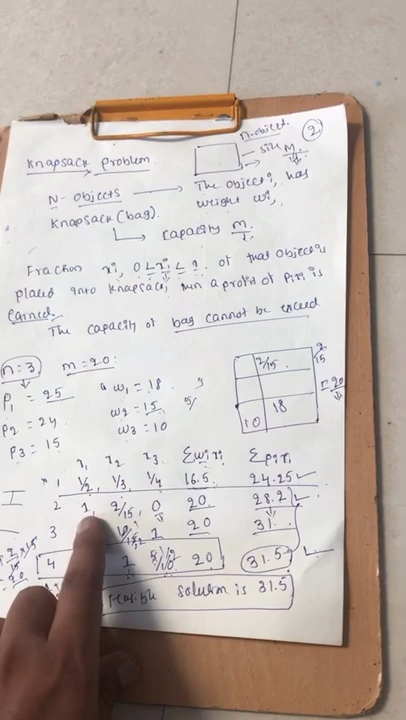 n-object.
2
Size M.
Knapsack problem
N- objects → The object i, has
weight wi,
Knapsack (bag)
capacity m
Fraction xi, 0 ≤ xi ≤ 1 of that object is
placed into knapsack, then a profit of pixi is
earned.
The capacity of bag cannot be exceed
n=3 m=20:
P1 = 25 w1 = 18
P2 = 24 w2 = 15
P3 = 15 w3 = 10
2/15
18
10
20
x1 x2 x3 Σwixi Σpixi
1 1/2, 1/3, 1/4 16.5 24.25
2 1, 2/15, 0 20 28.2
3 1 20 31
4 1 5/10 20 31.5
solution is 31.5